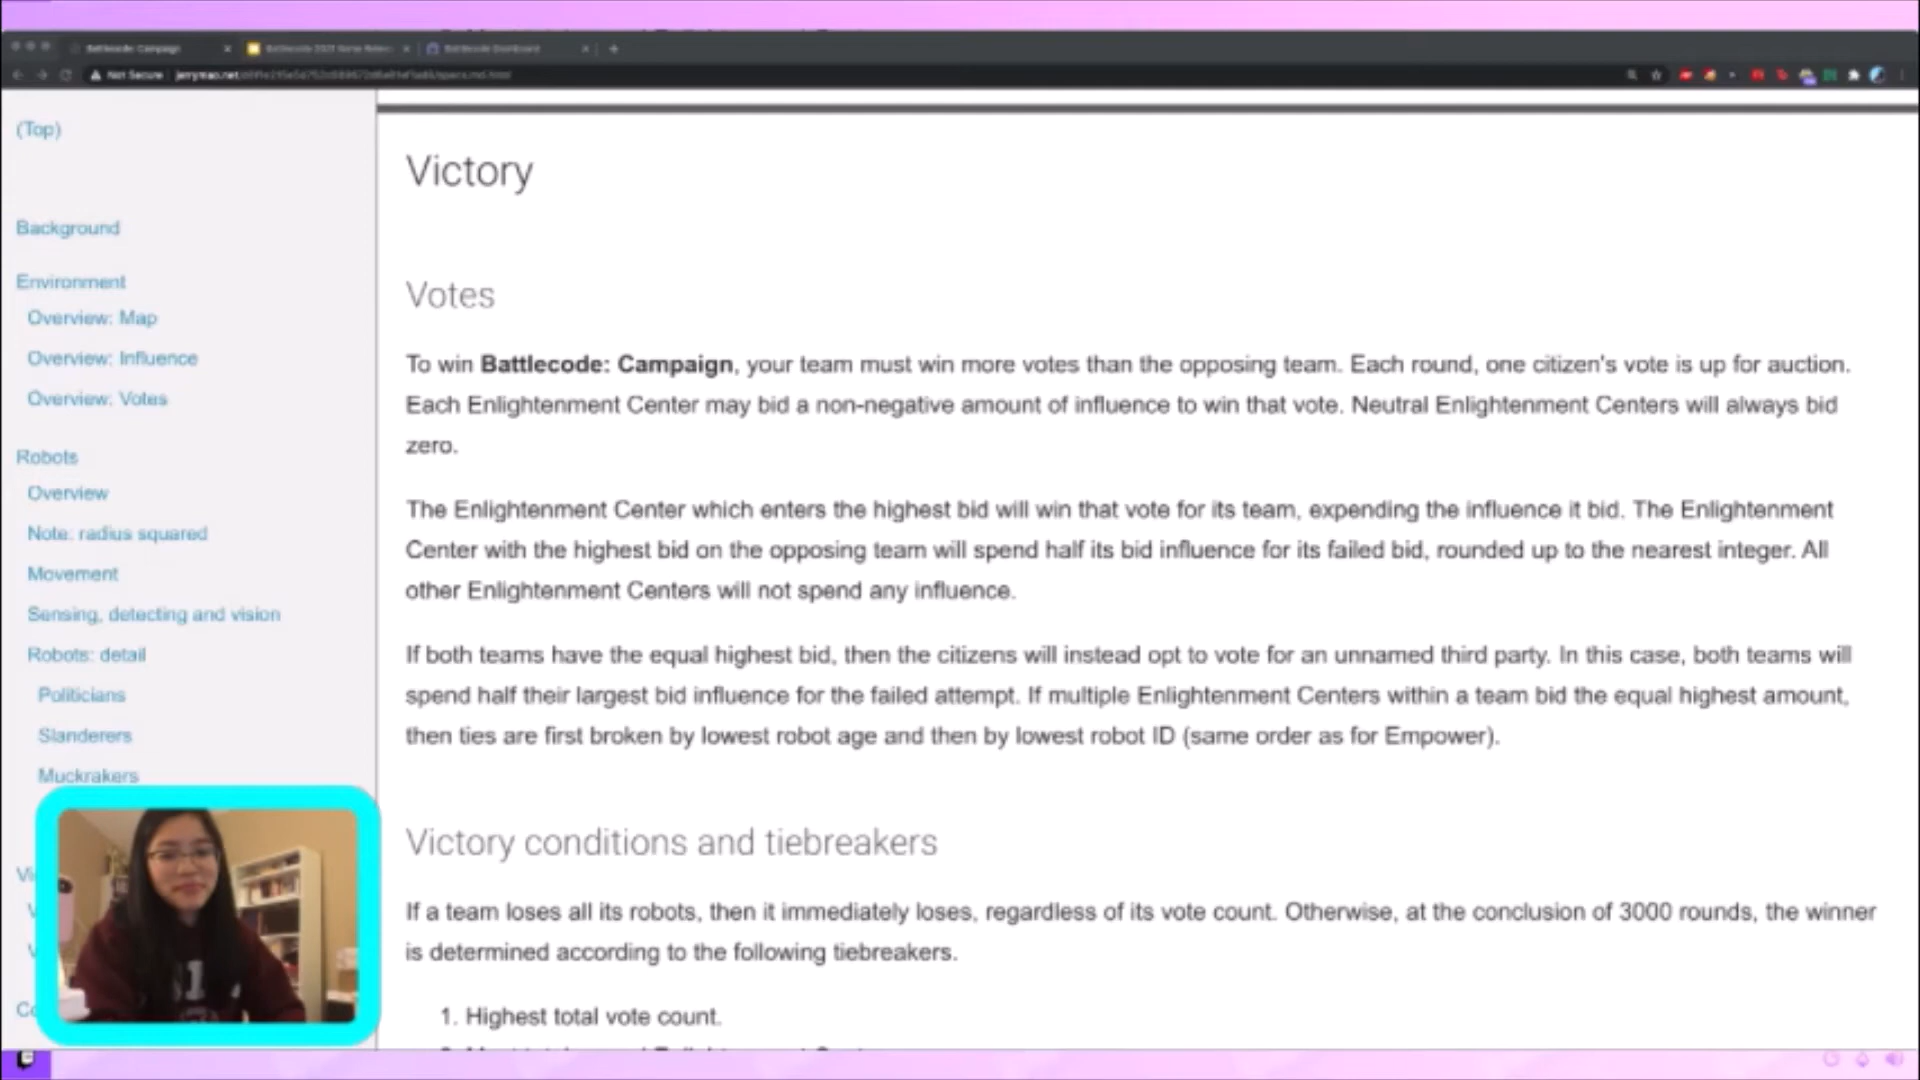 Battlecode: Campaign
Battlecode Dashboard
Not Secure
(Top)
Background
Environment
Overview: Map
Overview: Influence
Overview: Votes
Robots
Overview
Note: radius squared
Movement
Sensing, detecting and vision
Robots: detail
Politicians
Slanderers
Muckrakers
Victory
Votes
To win Battlecode: Campaign, your team must win more votes than the opposing team. Each round, one citizen's vote is up for auction.
Each Enlightenment Center may bid a non-negative amount of influence to win that vote. Neutral Enlightenment Centers will always bid
zero.
The Enlightenment Center which enters the highest bid will win that vote for its team, expending the influence it bid. The Enlightenment
Center with the highest bid on the opposing team will spend half its bid influence for its failed bid, rounded up to the nearest integer. All
other Enlightenment Centers will not spend any influence.
If both teams have the equal highest bid, then the citizens will instead opt to vote for an unnamed third party. In this case, both teams will
spend half their largest bid influence for the failed attempt. If multiple Enlightenment Centers within a team bid the equal highest amount,
then ties are first broken by lowest robot age and then by lowest robot ID (same order as for Empower).
Victory conditions and tiebreakers
If a team loses all its robots, then it immediately loses, regardless of its vote count. Otherwise, at the conclusion of 3000 rounds, the winner
is determined according to the following tiebreakers.
1. Highest total vote count.